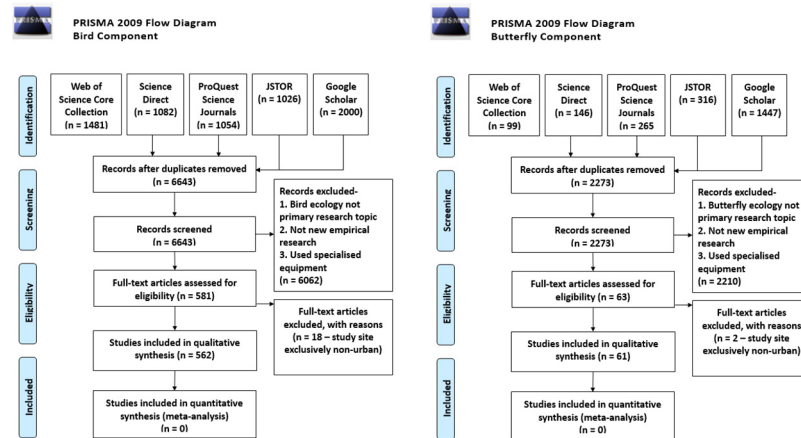 PRISMA
PRISMA 2009 Flow Diagram
Bird Component
Identification
Web of
Science Core
Collection
(n = 1481)
Science
Direct
(n = 1082)
ProQuest
Science
Journals
(n = 1054)
JSTOR
(n = 1026)
Google
Scholar
(n = 2000)
Screening
Records after duplicates removed
(n = 6643)
Records screened
(n = 6643)
Records excluded-
1. Bird ecology not
primary research topic
2. Not new empirical
research
3. Used specialised
equipment
(n = 6062)
Eligibility
Full-text articles assessed for
eligibility (n = 581)
Full-text articles
excluded, with reasons
(n = 18 – study site
exclusively non-urban)
Studies included in qualitative
synthesis (n = 562)
Included
Studies included in quantitative
synthesis (meta-analysis)
(n = 0)
PRISMA
PRISMA 2009 Flow Diagram
Butterfly Component
Identification
Web of
Science Core
Collection
(n = 99)
Science
Direct
(n = 146)
ProQuest
Science
Journals
(n = 265
JSTOR
(n = 316)
Google
Scholar
(n = 1447)
Screening
Records after duplicates removed
(n = 2273)
Records screened
(n = 2273)
Records excluded-
1. Butterfly ecology not
primary research topic
2. Not new empirical
research
3. Used specialised
equipment
(n = 2210)
Eligibility
Full-text articles assessed for
eligibility (n = 63)
Full-text articles
excluded, with reasons
(n = 2 – study site
exclusively non-urban)
Studies included in qualitative
synthesis (n = 61)
Included
Studies included in quantitative
synthesis (meta-analysis)
(n = 0)